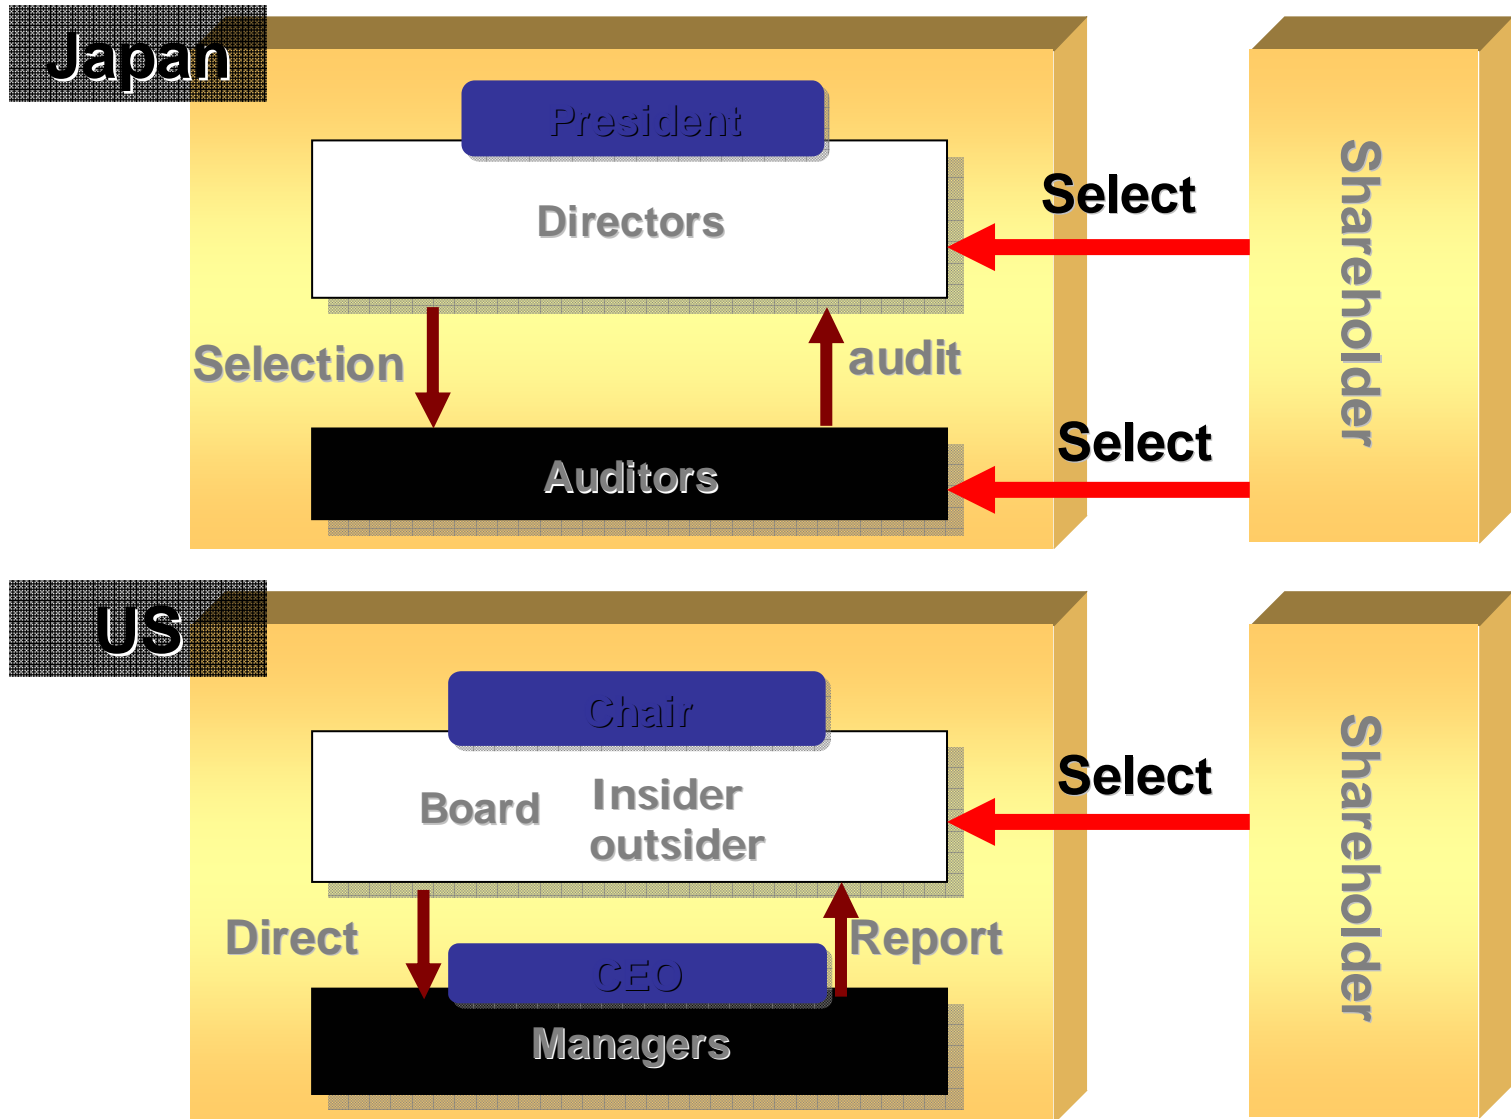 Japan
President
Directors
Select
Shareholder
Selection
audit
Select
Auditors
US
Chair
Board
Insider
outsider
Select
Shareholder
Direct
Report
CEO
Managers